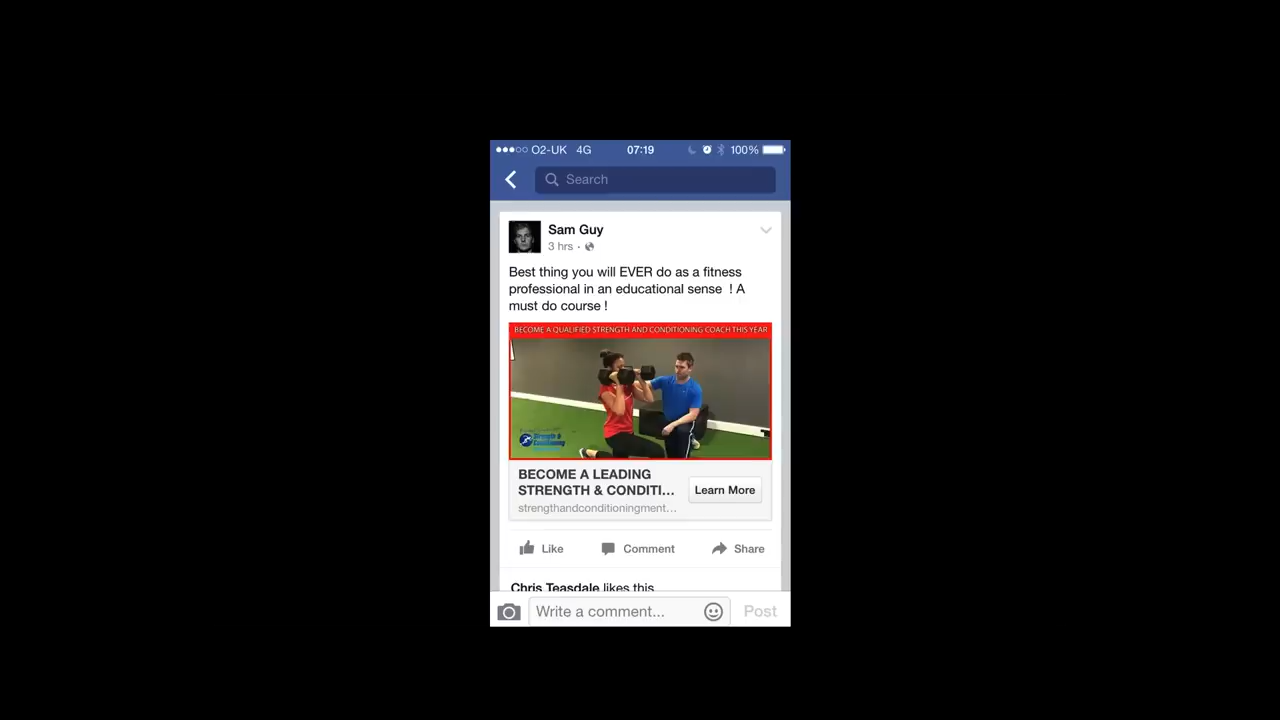 O2-UK 4G 07:19 100%
Search
Sam Guy
3 hrs ·
Best thing you will EVER do as a fitness
professional in an educational sense ! A
must do course !
BECOME A QUALIFIED STRENGTH AND CONDITIONING COACH THIS YEAR
Strength &
Conditioning
BECOME A LEADING
STRENGTH & CONDITI...
Learn More
strengthandconditioningment...
Like Comment Share
Chris Teasdale likes this
Write a comment... Post